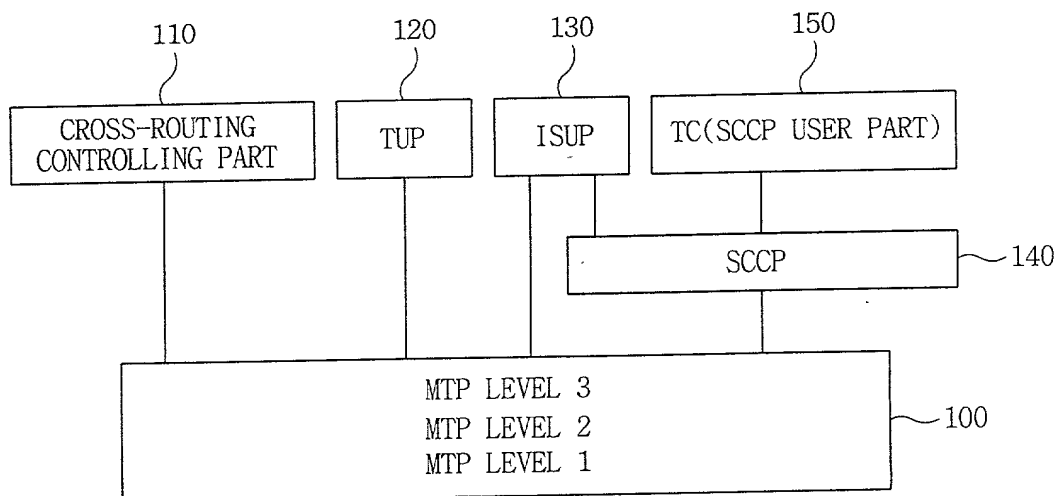 110
120
130
150
CROSS-ROUTING
CONTROLLING PART
TUP
ISUP
TC(SCCP USER PART)
SCCP
140
MTP LEVEL 3
MTP LEVEL 2
MTP LEVEL 1
100